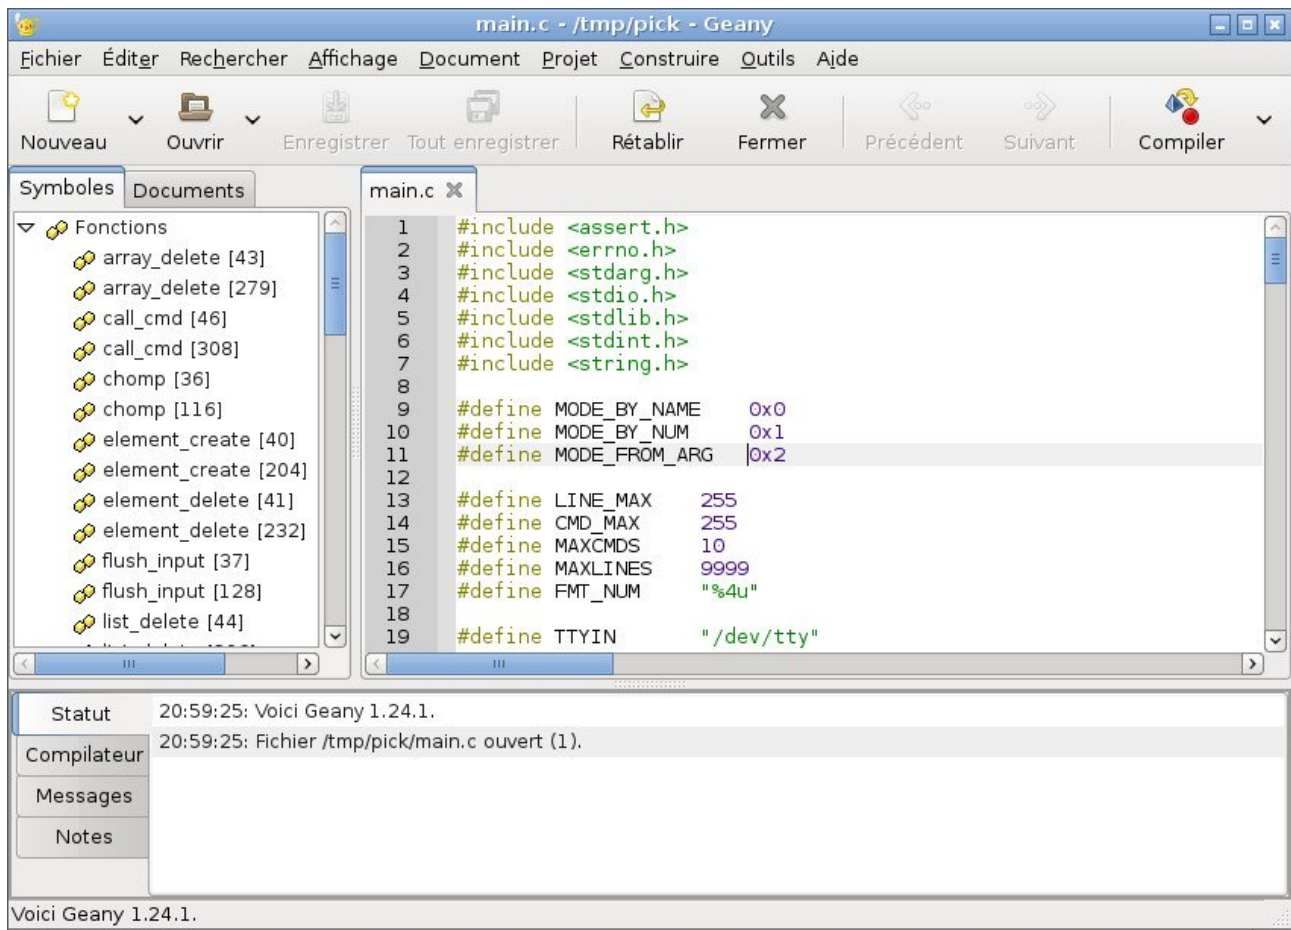 main.c - /tmp/pick - Geany
Fichier Éditer Rechercher Affichage Document Projet Construire Outils Aide
Nouveau Ouvrir Enregistrer Tout enregistrer Rétablir Fermer Précédent Suivant Compiler
Symboles Documents
Fonctions
array_delete [43]
array_delete [279]
call_cmd [46]
call_cmd [308]
chomp [36]
chomp [116]
element_create [40]
element_create [204]
element_delete [41]
element_delete [232]
flush_input [37]
flush_input [128]
list_delete [44]
main.c
1 #include <assert.h>
2 #include <errno.h>
3 #include <stdarg.h>
4 #include <stdio.h>
5 #include <stdlib.h>
6 #include <stdint.h>
7 #include <string.h>
8
9 #define MODE_BY_NAME 0x0
10 #define MODE_BY_NUM 0x1
11 #define MODE_FROM_ARG 0x2
12
13 #define LINE_MAX 255
14 #define CMD_MAX 255
15 #define MAXCMDS 10
16 #define MAXLINES 9999
17 #define FMT_NUM "%4u"
18
19 #define TTYIN "/dev/tty"
Statut
Compilateur
Messages
Notes
20:59:25: Voici Geany 1.24.1.
20:59:25: Fichier /tmp/pick/main.c ouvert (1).
Voici Geany 1.24.1.